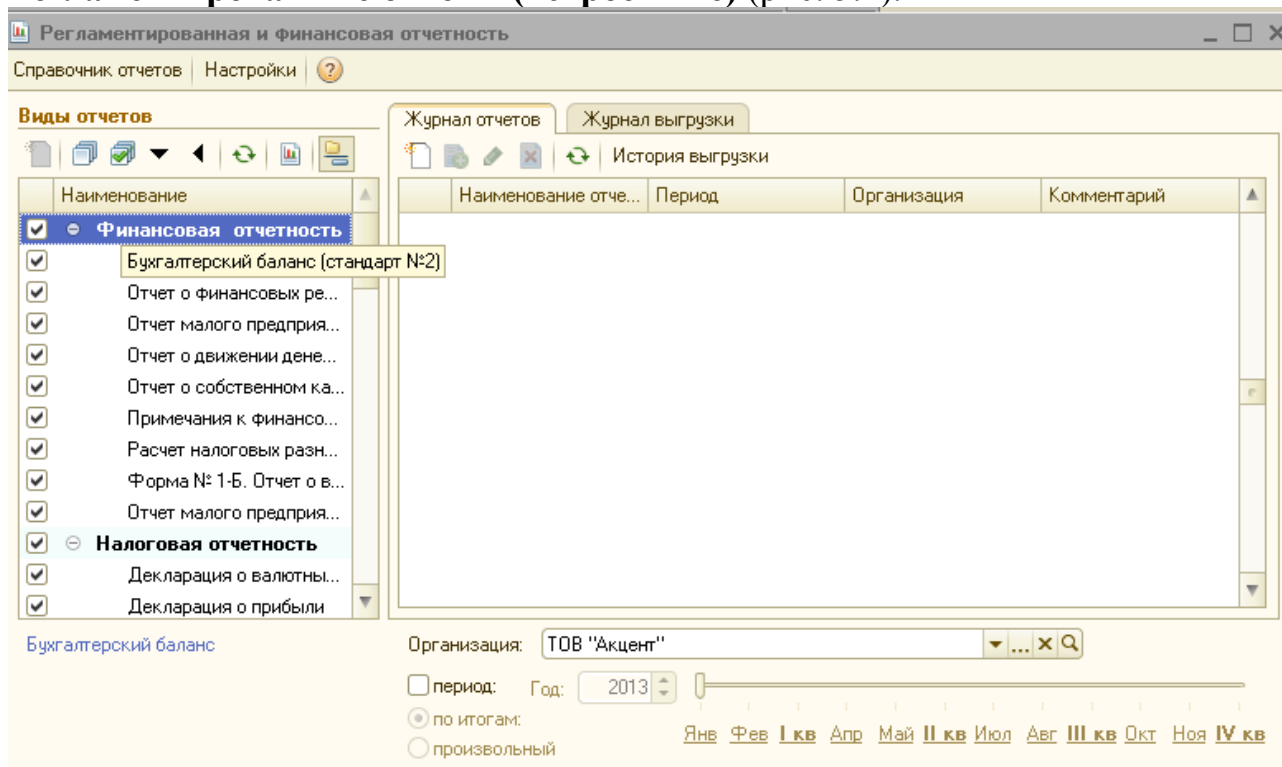 Регламентированная и финансовая отчетность
Справочник отчетов Настройки
Виды отчетов
Журнал отчетов Журнал выгрузки
История выгрузки
Наименование
Наименование отче... Период Организация Комментарий
Финансовая отчетность
Бухгалтерский баланс (стандарт №2)
Отчет о финансовых ре...
Отчет малого предприя...
Отчет о движении дене...
Отчет о собственном ка...
Примечания к финансо...
Расчет налоговых разн...
Форма № 1-Б. Отчет о в...
Отчет малого предприя...
Налоговая отчетность
Декларация о валютны...
Декларация о прибыли
Бухгалтерский баланс
Организация: ТОВ "Акцент"
период: Год: 2013
по итогам:
произвольный
Янв Фев I кв Апр Май II кв Июл Авг III кв Окт Ноя IV кв